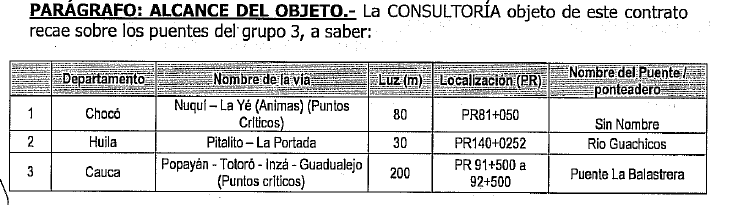 PARÁGRAFO: ALCANCE DEL OBJETO.- La CONSULTORÍA objeto de este contrato
recae sobre los puentes del grupo 3, a saber:
Departamento Nombre de la vía Luz (m) Localización (PR) Nombre del Puente / ponteadero
1 Chocó Nuquí – La Yé (Animas) (Puntos Críticos) 80 PR81+050 Sin Nombre
2 Huila Pitalito – La Portada 30 PR140+0252 Rio Guachicos
3 Cauca Popayán - Totoró - Inzá - Guadualejo (Puntos críticos) 200 PR 91+500 a 92+500 Puente La Balastrera